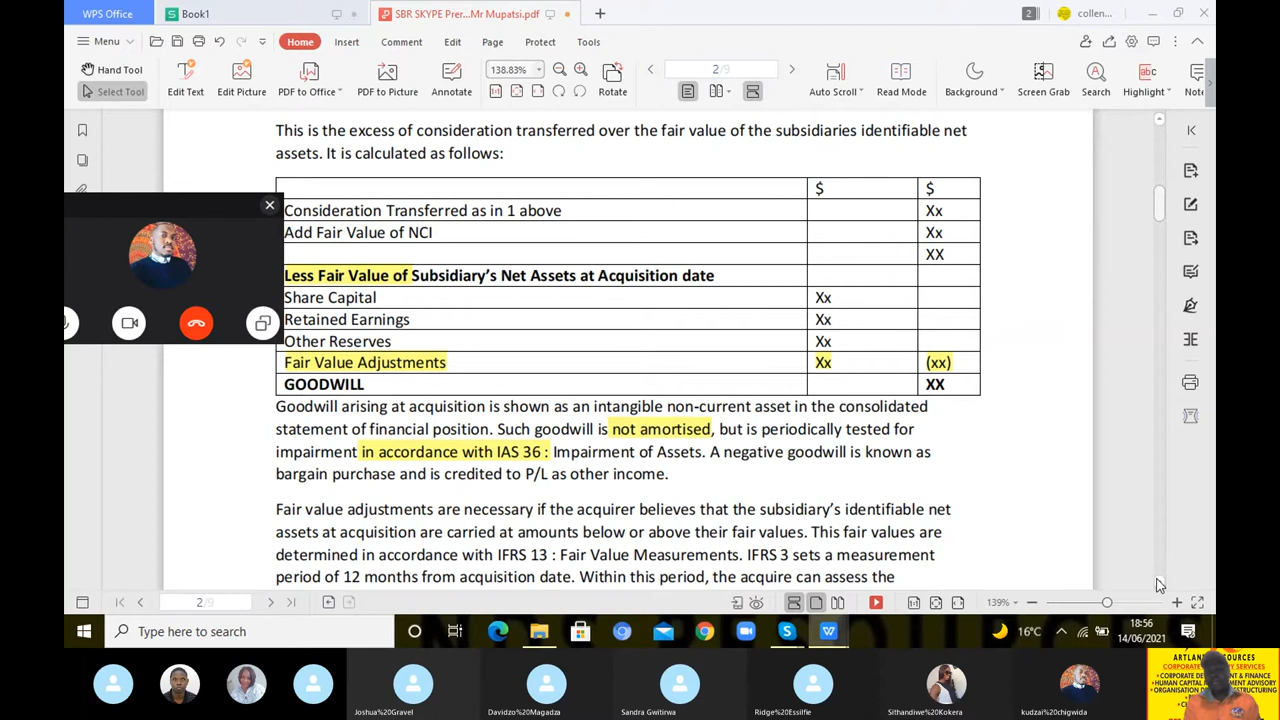 WPS Office
Book1
SBR SKYPE Prer...Mr Mupatsi.pdf
2
collen...
Menu
Home
Insert
Comment
Edit
Page
Protect
Tools
Hand Tool
Select Tool
Edit Text
Edit Picture
PDF to Office
PDF to Picture
Annotate
138.83%
Rotate
2/9
Auto Scroll
Read Mode
Background
Screen Grab
Search
Highlight
Note
This is the excess of consideration transferred over the fair value of the subsidiaries identifiable net
assets. It is calculated as follows:
$ $
Consideration Transferred as in 1 above Xx
Add Fair Value of NCI Xx
XX
Less Fair Value of Subsidiary's Net Assets at Acquisition date
Share Capital Xx
Retained Earnings Xx
Other Reserves Xx
Fair Value Adjustments Xx (xx)
GOODWILL XX
Goodwill arising at acquisition is shown as an intangible non-current asset in the consolidated
statement of financial position. Such goodwill is not amortised, but is periodically tested for
impairment in accordance with IAS 36 : Impairment of Assets. A negative goodwill is known as
bargain purchase and is credited to P/L as other income.
Fair value adjustments are necessary if the acquirer believes that the subsidiary's identifiable net
assets at acquisition are carried at amounts below or above their fair values. This fair values are
determined in accordance with IFRS 13 : Fair Value Measurements. IFRS 3 sets a measurement
period of 12 months from acquisition date. Within this period, the acquire can assess the
2/9
139%
Type here to search
16°C
18:56
14/06/2021
Joshua%20Gravel
Davidzo%20Magadza
Sandra Gwitirwa
Ridge%20Essilfie
Sithandiwe%20Kokera
kudzai%20chigwida
CORPORATE DEVELOPMENT & FINANCE